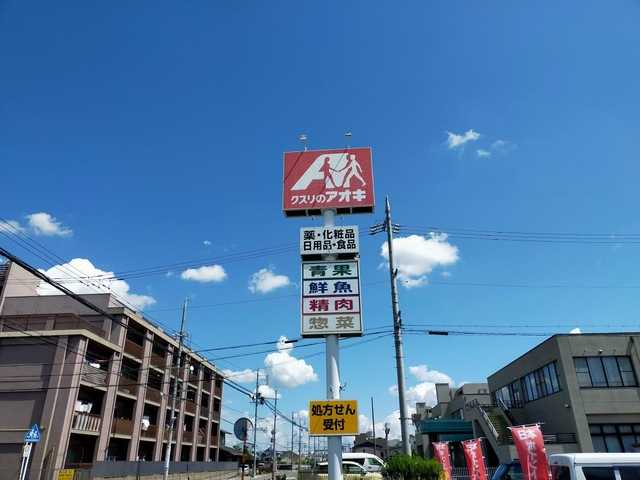 クスリのアオキ
薬・化粧品
日用品・食品
青果
鮮魚
精肉
惣菜
処方せん
受付